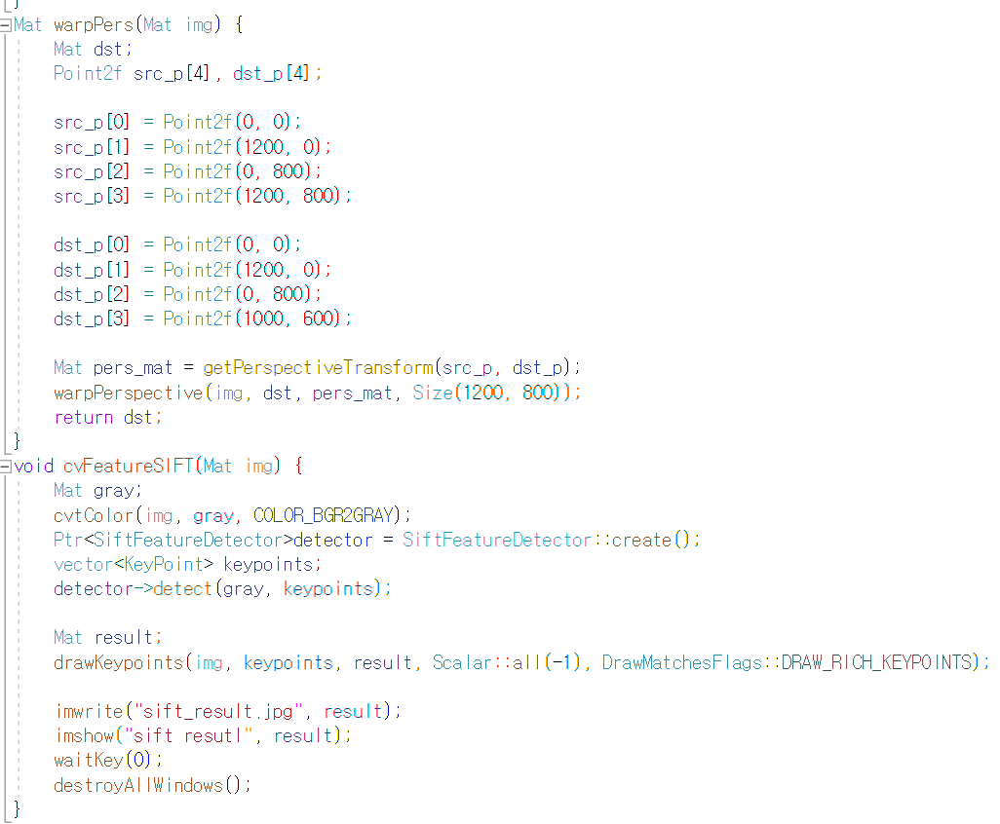 }
Mat warpPers(Mat img) {
Mat dst;
Point2f src_p[4], dst_p[4];
src_p[0] = Point2f(0, 0);
src_p[1] = Point2f(1200, 0);
src_p[2] = Point2f(0, 800);
src_p[3] = Point2f(1200, 800);
dst_p[0] = Point2f(0, 0);
dst_p[1] = Point2f(1200, 0);
dst_p[2] = Point2f(0, 800);
dst_p[3] = Point2f(1000, 600);
Mat pers_mat = getPerspectiveTransform(src_p, dst_p);
warpPerspective(img, dst, pers_mat, Size(1200, 800));
return dst;
}
void cvFeatureSIFT(Mat img) {
Mat gray;
cvtColor(img, gray, COLOR_BGR2GRAY);
Ptr<SiftFeatureDetector>detector = SiftFeatureDetector::create();
vector<KeyPoint> keypoints;
detector->detect(gray, keypoints);
Mat result;
drawKeypoints(img, keypoints, result, Scalar::all(-1), DrawMatchesFlags::DRAW_RICH_KEYPOINTS);
imwrite("sift_result.jpg", result);
imshow("sift resutl", result);
waitKey(0);
destroyAllWindows();
}